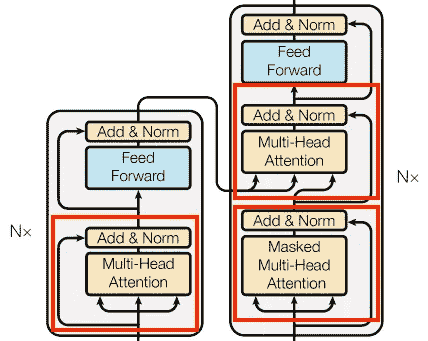 Add & Norm
Feed
Forward
Add & Norm
Multi-Head
Attention
N×
Add & Norm
Feed
Forward
Add & Norm
Multi-Head
Attention
Add & Norm
Masked
Multi-Head
Attention
N×